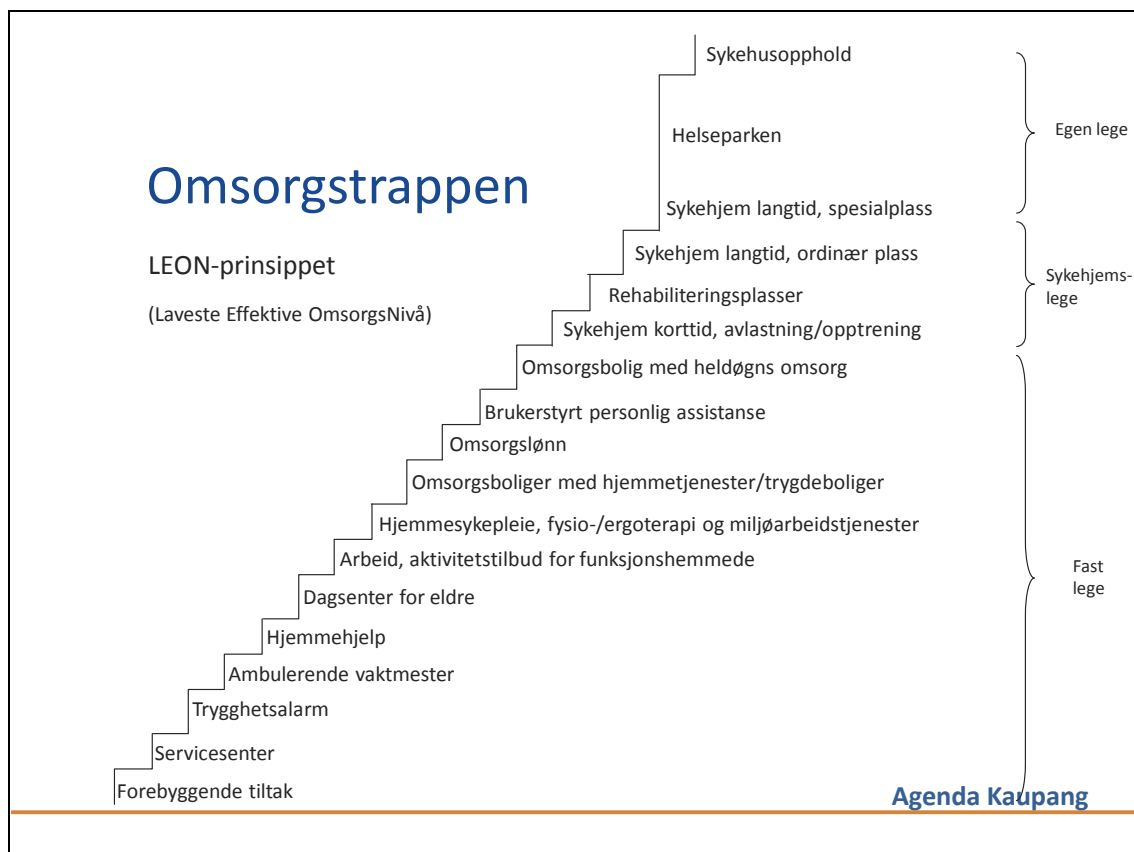 Omsorgstrappen
LEON-prinsippet
(Laveste Effektive OmsorgsNivå)
Sykehusopphold
Helseparken
Sykehjem langtid, spesialplass
Sykehjem langtid, ordinær plass
Rehabiliteringsplasser
Sykehjem korttid, avlastning/opptrening
Omsorgsbolig med heldøgns omsorg
Brukerstyrt personlig assistanse
Omsorgslønn
Omsorgsboliger med hjemmetjenester/trygdeboliger
Hjemmesykepleie, fysio-/ergoterapi og miljøarbeidstjenester
Arbeid, aktivitetstilbud for funksjonshemmede
Dagsenter for eldre
Hjemmehjelp
Ambulerende vaktmester
Trygghetsalarm
Servicesenter
Forebyggende tiltak
Egen lege
Sykehjems-
lege
Fast
lege
Agenda Kaupang